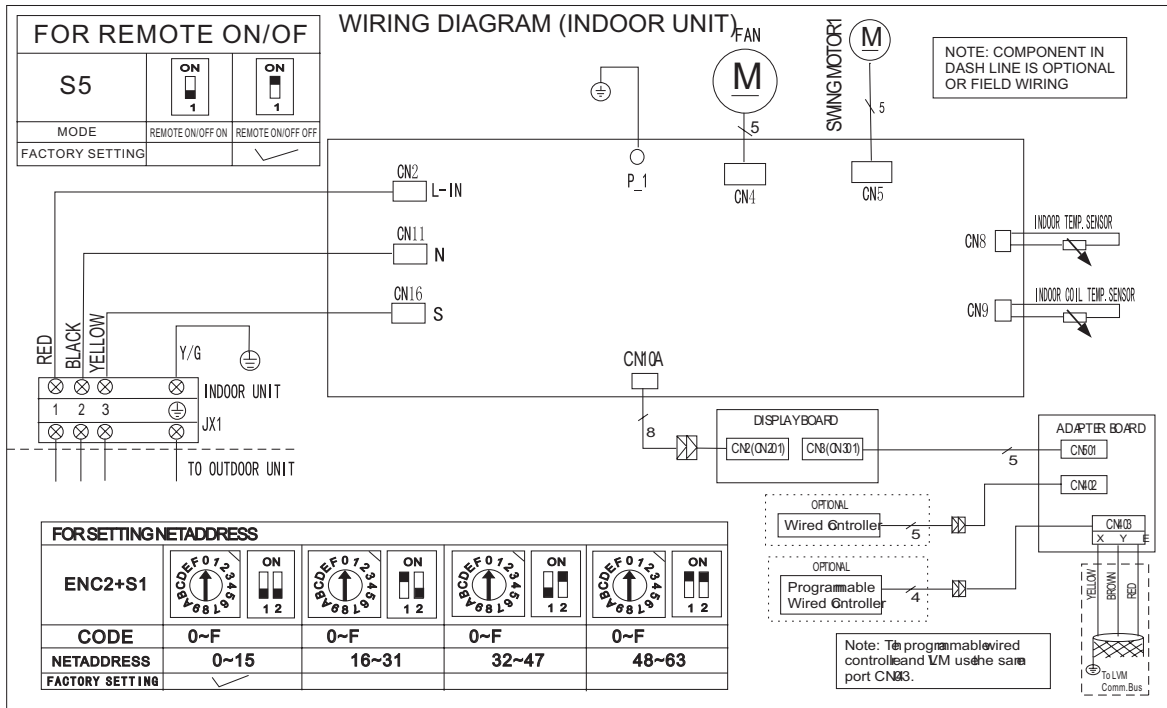 WIRING DIAGRAM (INDOOR UNIT)
FOR REMOTE ON/OF
S5
ON
1
ON
1
MODE
REMOTE ON/OFF ON
REMOTE ON/OFF OFF
FACTORY SETTING
FAN
M
5
SWING MOTOR1
M
5
NOTE: COMPONENT IN
DASH LINE IS OPTIONAL
OR FIELD WIRING
P_1
CN4
CN5
CN2
L-IN
CN11
N
CN16
S
CN8
INDOOR TEMP. SENSOR
CN9
INDOOR COIL TEMP. SENSOR
RED
BLACK
YELLOW
Y/G
INDOOR UNIT
1 2 3
JX1
TO OUTDOOR UNIT
CN10A
8
DISPLAY BOARD
CN2(CN201)
CN3(CN301)
5
ADAPTER BOARD
CN501
CN402
CN403
X Y E
OPTIONAL
Wired Controller
5
OPTIONAL
Programmable
Wired Controller
4
YELLOW
BROWN
RED
To LVM
Comm.Bus
Note: The programmable wired
controller and LVM use the same
port CN403.
FOR SETTING NETADDRESS
ENC2+S1
0123456789ABCDEF
ON
1 2
0123456789ABCDEF
ON
1 2
0123456789ABCDEF
ON
1 2
0123456789ABCDEF
ON
1 2
CODE
0~F
0~F
0~F
0~F
NETADDRESS
0~15
16~31
32~47
48~63
FACTORY SETTING